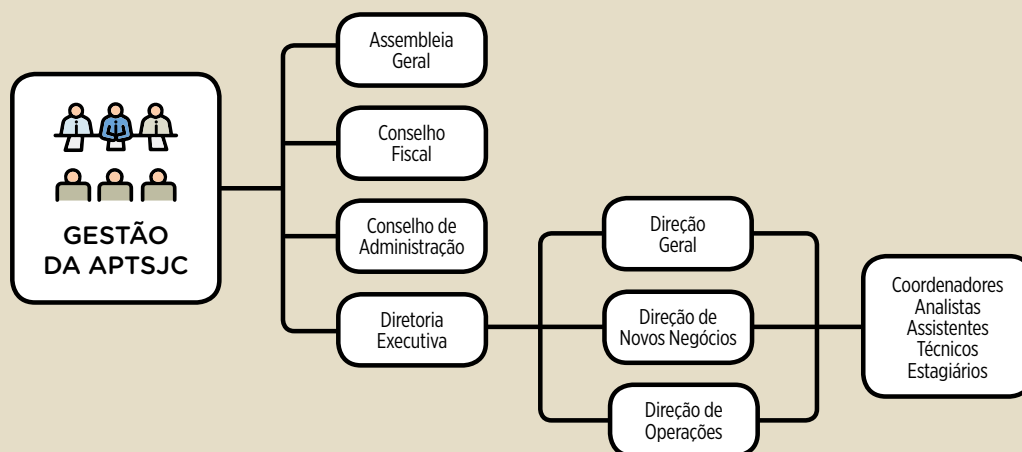 GESTÃO
DA APTSJC
Assembleia
Geral
Conselho
Fiscal
Conselho de
Administração
Diretoria
Executiva
Direção
Geral
Direção de
Novos Negócios
Direção de
Operações
Coordenadores
Analistas
Assistentes
Técnicos
Estagiários